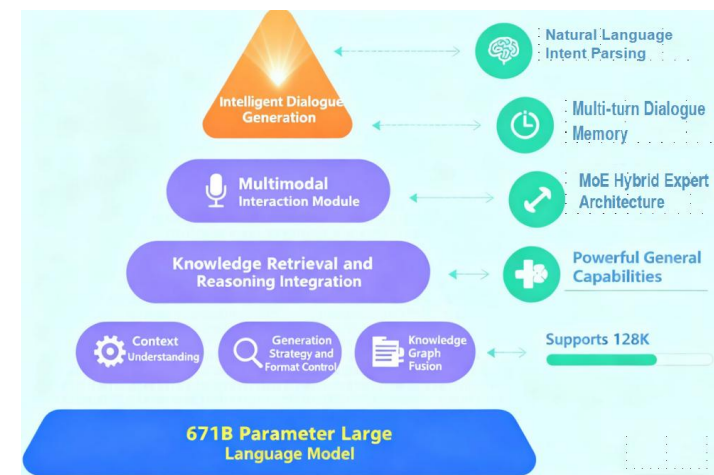 Natural Language
Intent Parsing
Intelligent Dialogue
Generation
Multi-turn Dialogue
Memory
Multimodal
Interaction Module
MoE Hybrid Expert
Architecture
Knowledge Retrieval and
Reasoning Integration
Powerful General
Capabilities
Context
Understanding
Generation
Strategy and
Format Control
Knowledge
Graph
Fusion
Supports 128K
671B Parameter Large
Language Model